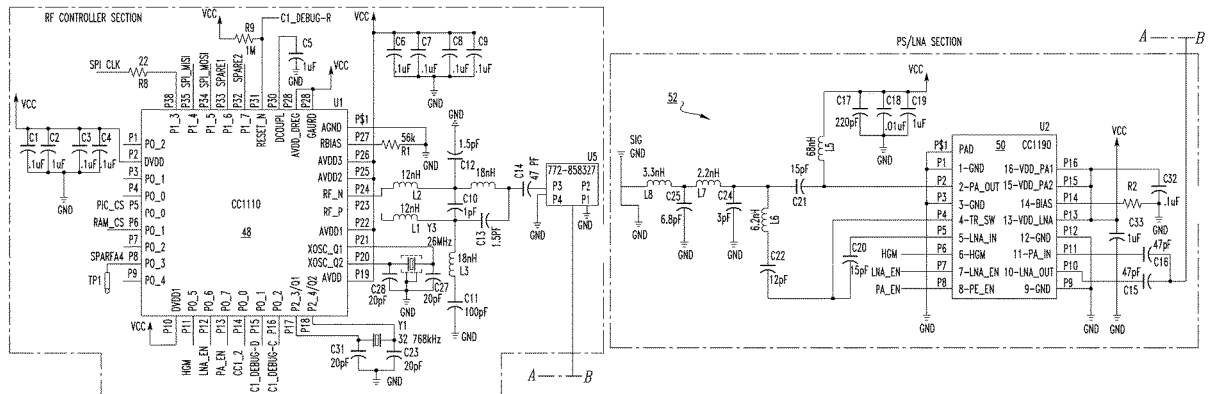 RF CONTROLLER SECTION
VCC
R9
1M
C1_DEBUG-R
VCC
C5
.1uF
GND
VCC
C6
.1uF
C7
.1uF
C8
.1uF
C9
.1uF
GND
SPI CLK
22
R8
SPI_MISI
SPI_MOSI
SPARE1
SPARE2
P38
P35
P34
P33
P32
P31
P30
P28
P28
P1_3
P1_4
P1_5
P1_6
P1_7
RESET_N
DCOUPL
AVDD_DREG
GAURD
U1
VCC
C1
.1uF
C2
.1uF
C3
.1uF
C4
.1uF
GND
P1
PO_2
P2
DVDD
P3
PO_1
P4
PO_0
PIC_CS
P5
PO_0
RAM_CS
P6
PO_1
P7
PO_2
SPARFA4
P8
PO_3
TP1
P9
PO_4
CC1110
48
AGND
P$1
RBIAS
P27
56k
R1
GND
AVDD3
P26
AVDD2
P25
RF_N
P24
RF_P
P23
AVDD1
P22
XOSC_Q1
P21
XOSC_Q2
P20
AVDD
P19
GND
1.5pF
C12
12nH
L2
18nH
C10
1pF
12nH
L1
C13
1.5PF
C14
47 PF
U5
772-858327
P3
P2
P4
P1
GND
GND
Y3
26MHz
18nH
L3
C28
20pF
C27
20pF
GND
C11
100pF
GND
DVDD1
PO_5
PO_6
PO_7
PO_0
PO_1
PO_2
P2_3/Q1
P2_4/Q2
VCC
P10
P11
P12
P13
P14
P15
P16
P17
P18
HGM
LNA_EN
PA_EN
CC1_2
C1_DEBUG-D
C1_DEBUG-C
Y1
32 768kHz
C31
20pF
C23
20pF
GND
A
B
PS/LNA SECTION
A
B
52
SIG
GND
3.3nH
L8
C25
6.8pF
GND
2.2nH
L7
C24
3pF
GND
6.2nH
L6
C22
12pF
15pF
C21
68nH
L5
C17
220pF
C18
.01uF
C19
1uF
GND
C20
15pF
U2
50
CC1190
VCC
P$1
PAD
P1
1-GND
P2
2-PA_OUT
P3
3-GND
P4
4-TR_SW
P5
5-LNA_IN
HGM
P6
6-HGM
LNA_EN
P7
7-LNA_EN
PA_EN
P8
8-PE_EN
GND
16-VDD_PA1
P16
15-VDD_PA2
P15
14-BIAS
P14
13-VDD_LNA
P13
12-GND
P12
11-PA_IN
P11
10-LNA_OUT
P10
9-GND
P9
GND
R2
C32
.1uF
GND
C33
1uF
47pF
C16
47pF
C15